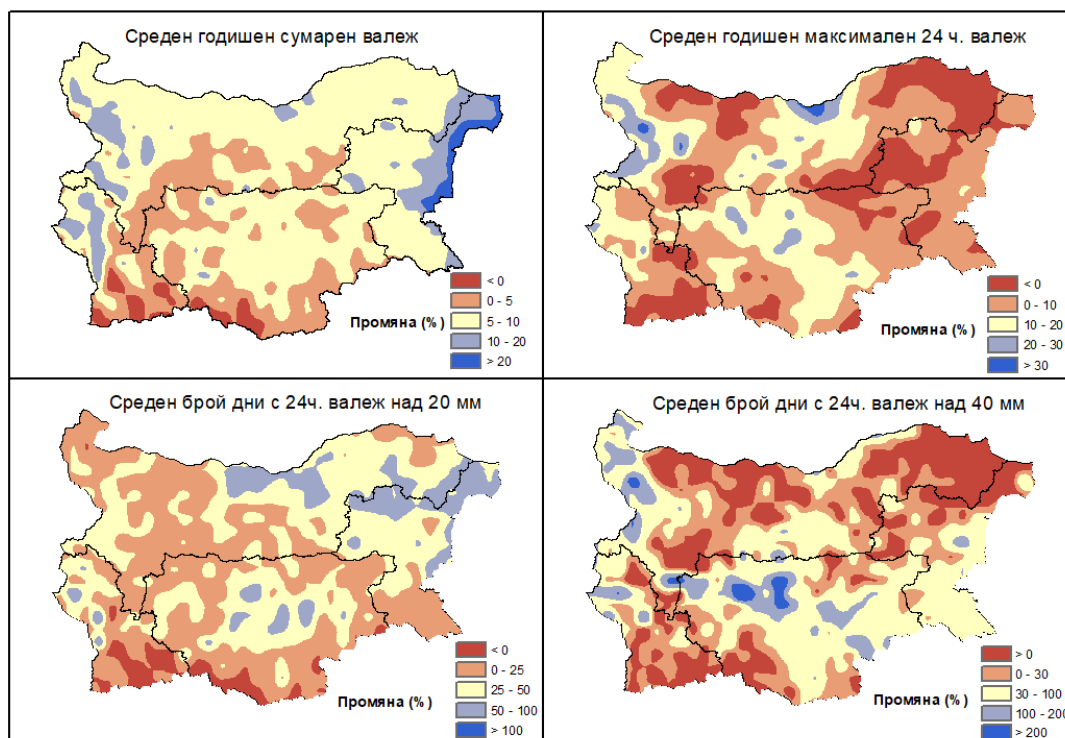 Среден годишен сумарен валеж
< 0
0 - 5
5 - 10
10 - 20
> 20
Промяна (%)
Среден годишен максимален 24 ч. валеж
< 0
0 - 10
10 - 20
20 - 30
> 30
Промяна (%)
Среден брой дни с 24ч. валеж над 20 мм
< 0
0 - 25
25 - 50
50 - 100
> 100
Промяна (%)
Среден брой дни с 24ч. валеж над 40 мм
> 0
0 - 30
30 - 100
100 - 200
> 200
Промяна (%)